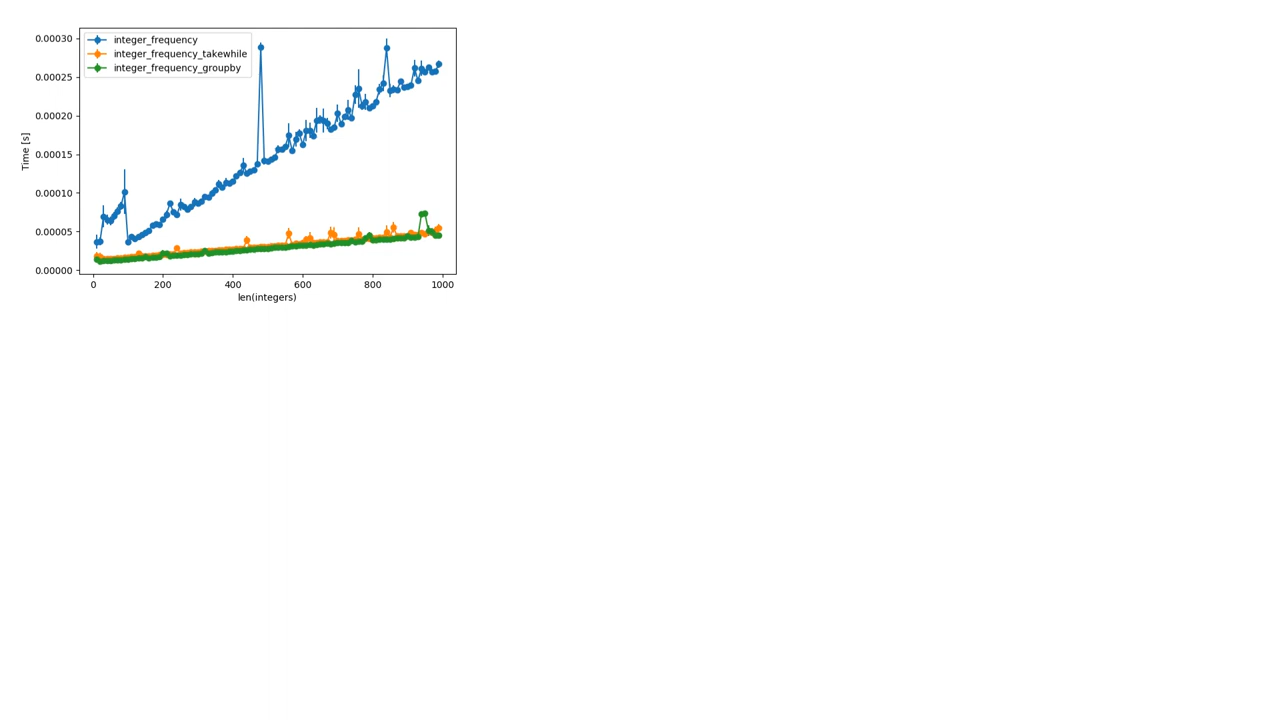 0.00030
0.00025
0.00020
0.00015
0.00010
0.00005
0.00000
Time [s]
integer_frequency
integer_frequency_takewhile
integer_frequency_groupby
0 200 400 600 800 1000
len(integers)